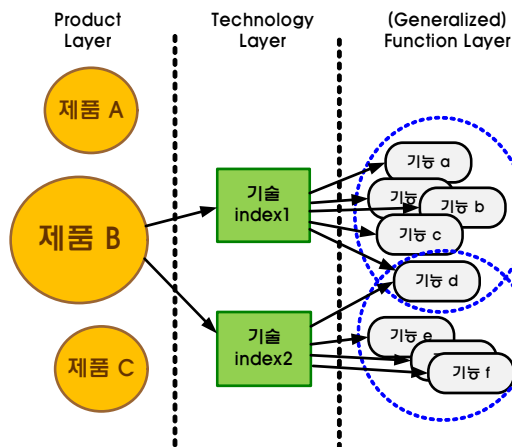 Product
Layer
Technology
Layer
(Generalized)
Function Layer
제품 A
제품 B
제품 C
기술
index1
기술
index2
기능 a
기능
기능 b
기능 c
기능 d
기능 e
기능 f